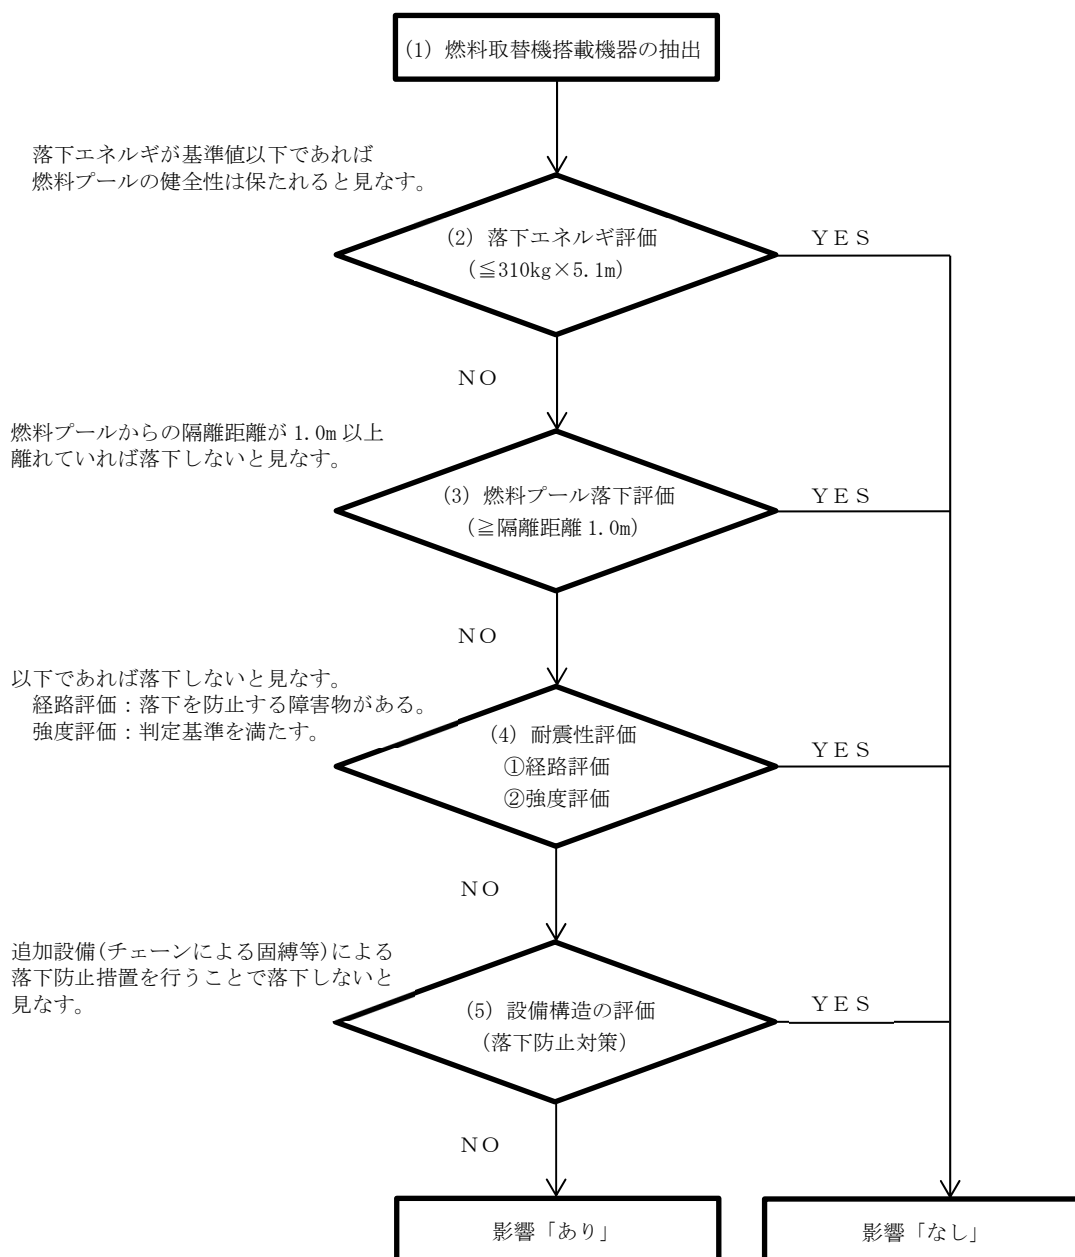 (1) 燃料取替機搭載機器の抽出
落下エネルギが基準値以下であれば
燃料プールの健全性は保たれると見なす。
(2) 落下エネルギ評価
(≦310kg×5.1m)
ＹＥＳ
ＮＯ
燃料プールからの隔離距離が 1.0m 以上
離れていれば落下しないと見なす。
(3) 燃料プール落下評価
(≧隔離距離 1.0m)
ＹＥＳ
ＮＯ
以下であれば落下しないと見なす。
経路評価：落下を防止する障害物がある。
強度評価：判定基準を満たす。
(4) 耐震性評価
①経路評価
②強度評価
ＹＥＳ
ＮＯ
追加設備(チェーンによる固縛等)による
落下防止措置を行うことで落下しないと
見なす。
(5) 設備構造の評価
(落下防止対策)
ＹＥＳ
ＮＯ
影響「あり」
影響「なし」